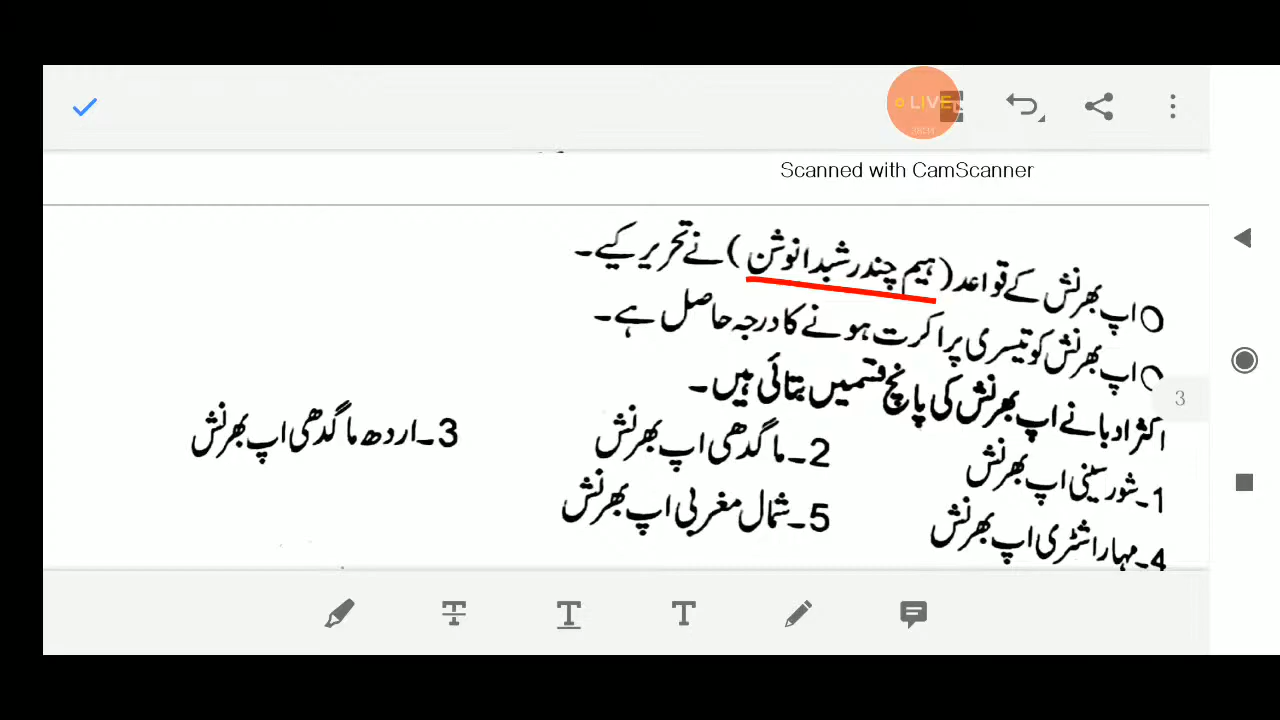 LIVE
Scanned with CamScanner
اپ بھرنش کے قواعد (ہیم چندر شبدانوشن) نے تحریر کیے۔
اپ بھرنش کو تیسری پراکرت ہونے کا درجہ حاصل ہے۔
اکثر ادبا نے اپ بھرنش کی پانچ قسمیں بتائی ہیں۔
1۔ شورسینی اپ بھرنش 2۔ ماگدھی اپ بھرنش 3۔ اردھ ماگدھی اپ بھرنش
4۔ مہاراشٹری اپ بھرنش 5۔ شمال مغربی اپ بھرنش
3